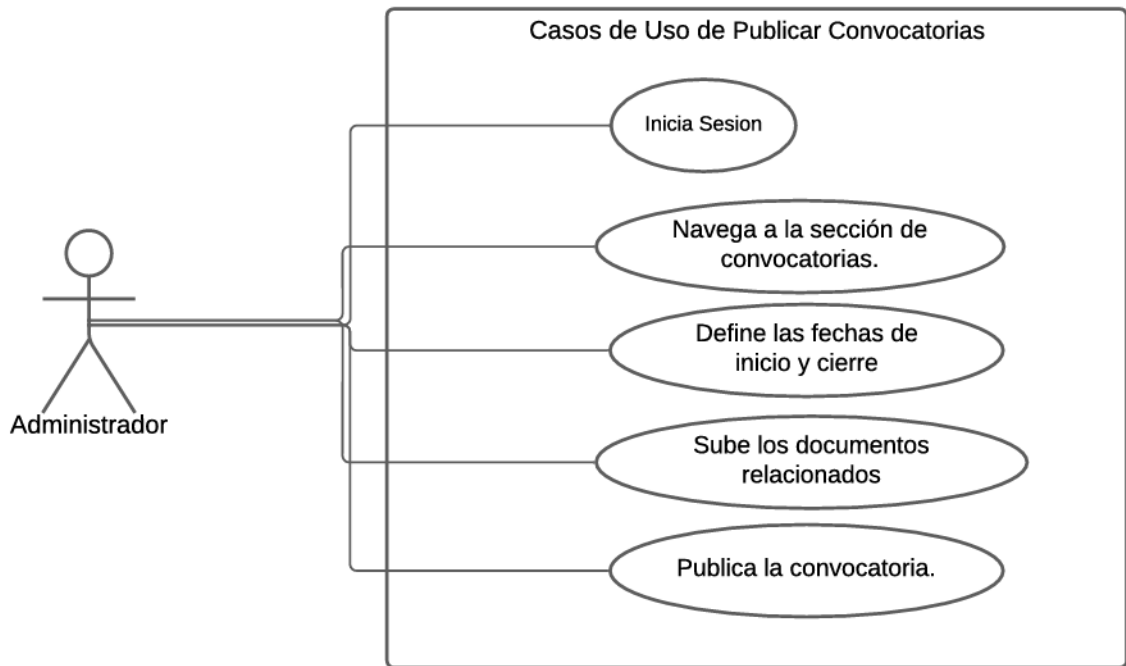 Casos de Uso de Publicar Convocatorias
Inicia Sesion
Navega a la sección de
convocatorias.
Define las fechas de
inicio y cierre
Administrador
Sube los documentos
relacionados
Publica la convocatoria.